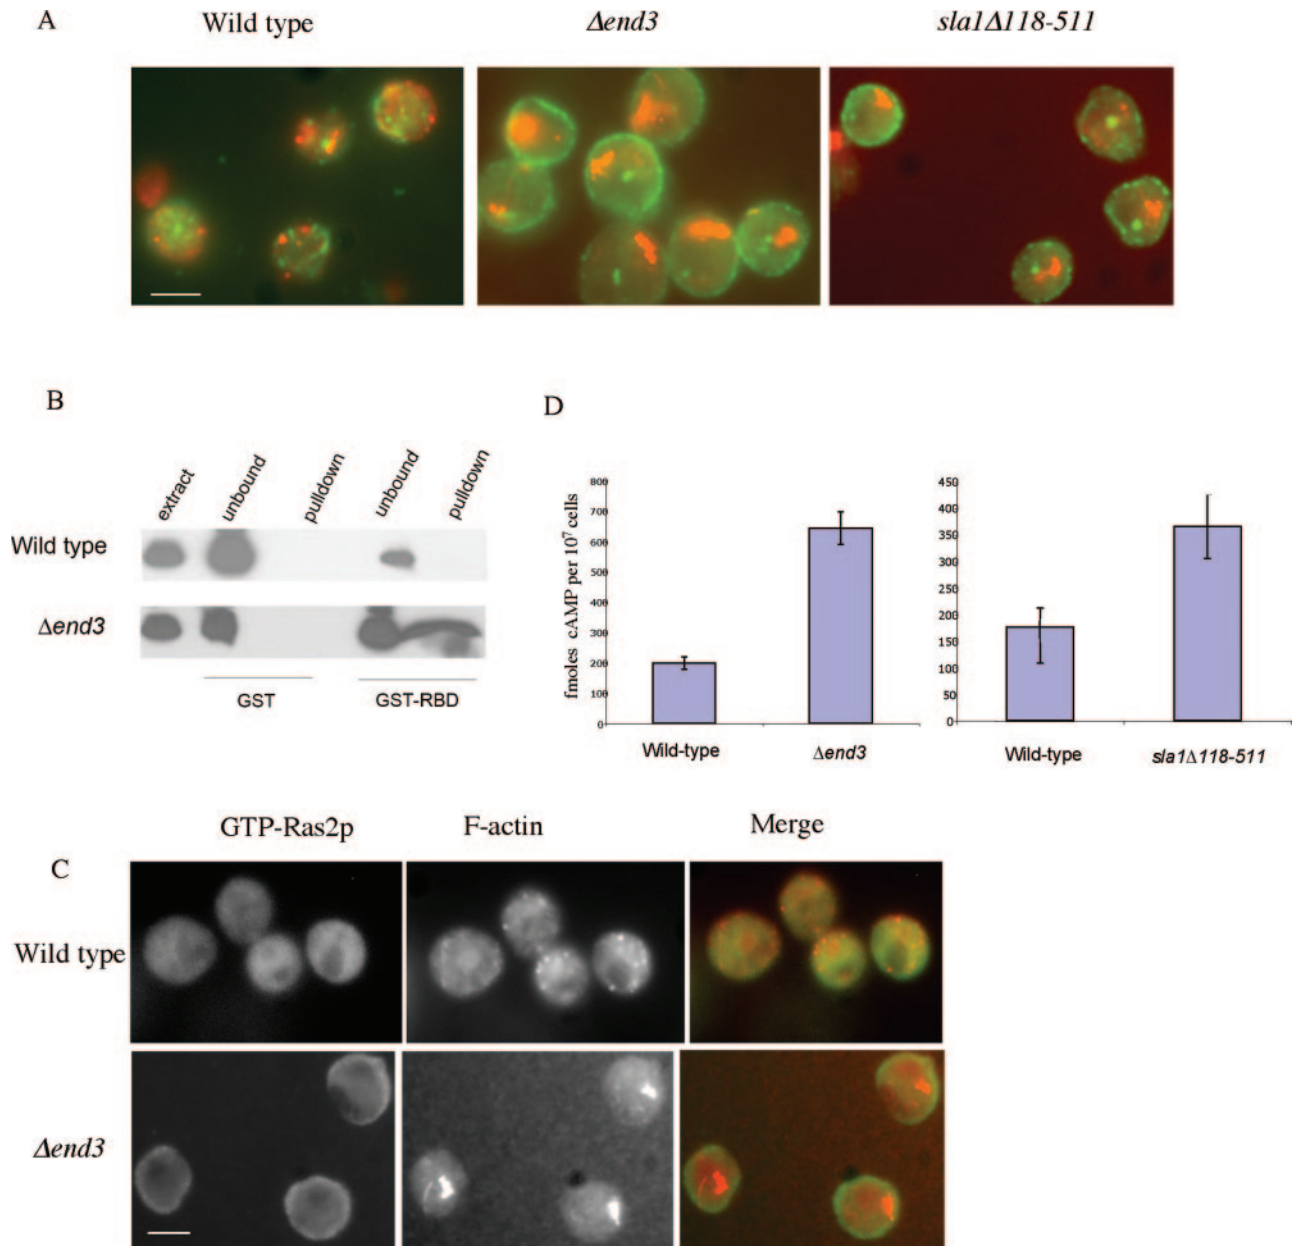 A
Wild type
Δend3
sla1Δ118-511
B
extract
unbound
pulldown
unbound
pulldown
Wild type
Δend3
GST
GST-RBD
D
fmoles cAMP per 10⁷ cells
800
700
600
500
400
300
200
100
0
Wild-type
Δend3
450
400
350
300
250
200
150
100
50
0
Wild-type
sla1Δ118-511
GTP-Ras2p
F-actin
Merge
C
Wild type
Δend3